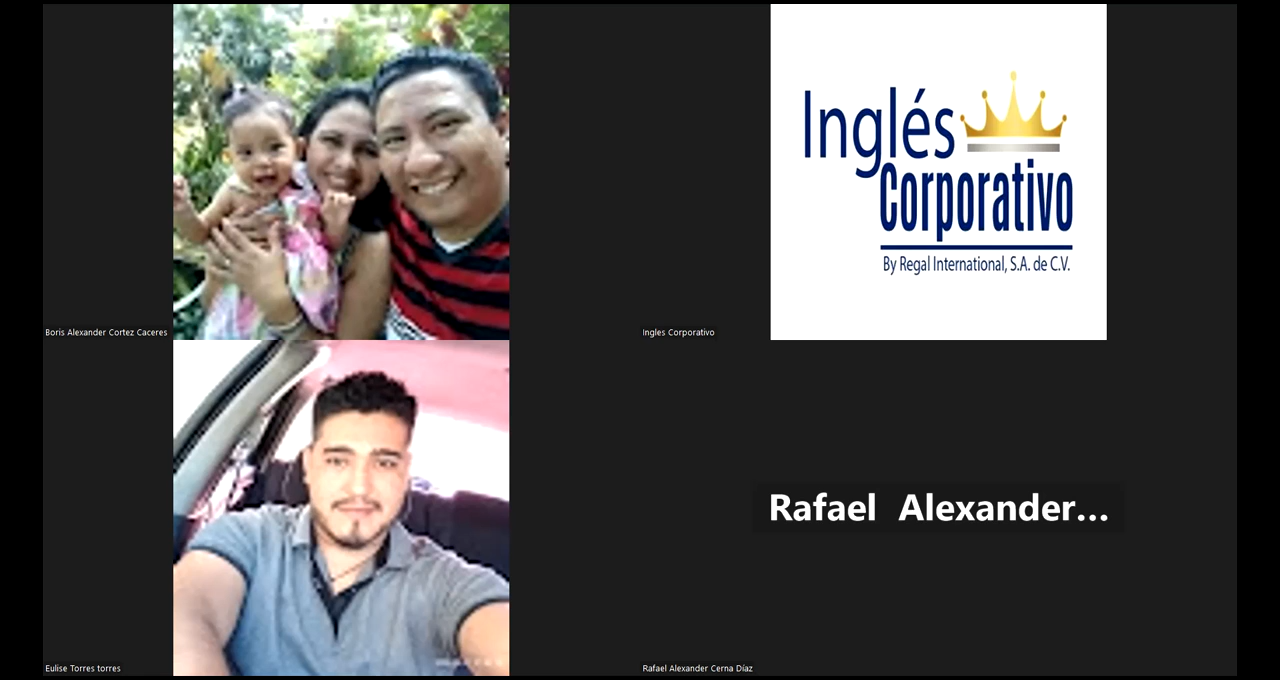 Inglés
Corporativo
By Regal International, S.A. de C.V.
Boris Alexander Cortez Caceres
Ingles Corporativo
Rafael Alexander...
Eulise Torres torres
Rafael Alexander Cerna Díaz